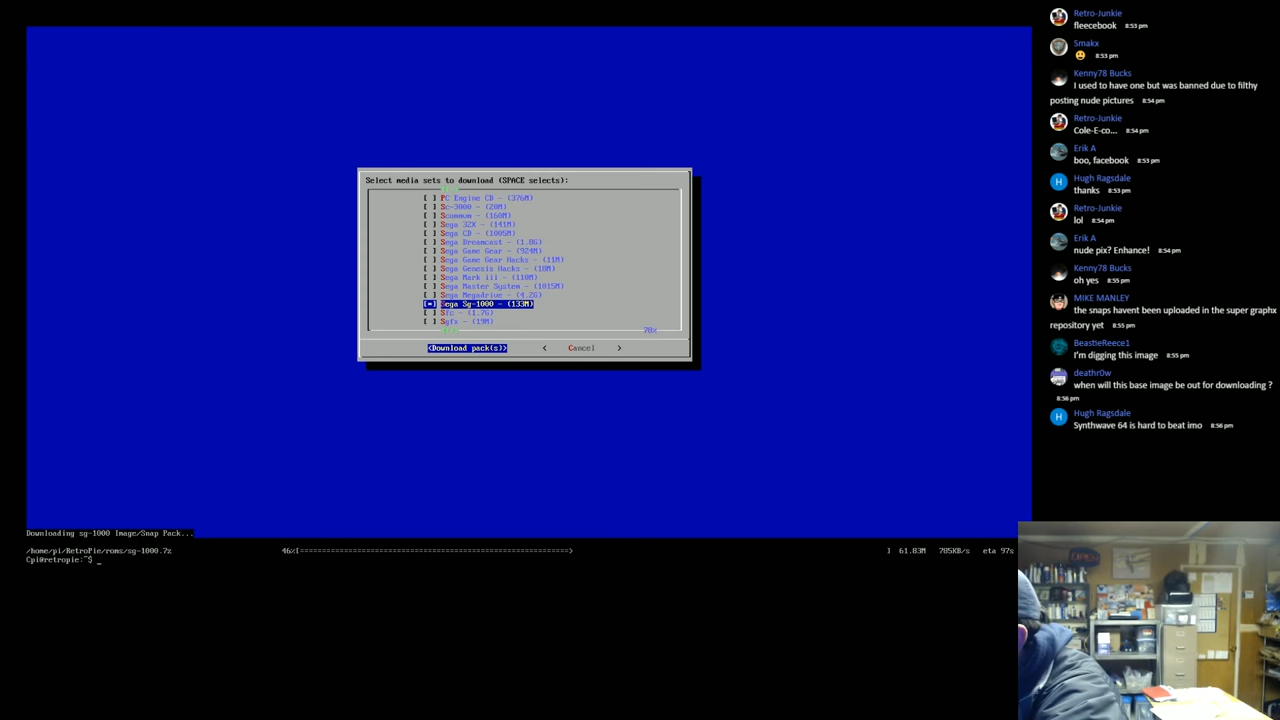 Select media sets to download (SPACE selects):
[ ] PC Engine CD - (376M)
[ ] Sc-3000 - (20M)
[ ] Scummvm - (160M)
[ ] Sega 32X - (141M)
[ ] Sega CD - (1005M)
[ ] Sega Dreamcast - (1.8G)
[ ] Sega Game Gear - (924M)
[ ] Sega Game Gear Hacks - (11M)
[ ] Sega Genesis Hacks - (18M)
[ ] Sega Mark iii - (110M)
[ ] Sega Master System - (1015M)
[ ] Sega Megadrive - (4.2G)
[*] Sega Sg-1000 - (133M)
[ ] Sfc - (1.7G)
[ ] Sgfx - (19M)
70%
<Download pack(s)> < Cancel >
Downloading sg-1000 Image/Snap Pack...
/home/pi/RetroPie/roms/sg-1000.7z 46%[=============================================================> ] 61.83M 785KB/s eta 97s
Cpi@retropie:~$ _
Retro-Junkie
fleecebook 8:53 pm
Smakx
8:53 pm
Kenny78 Bucks
I used to have one but was banned due to filthy
posting nude pictures 8:54 pm
Retro-Junkie
Cole-E-co... 8:54 pm
Erik A
boo, facebook 8:53 pm
Hugh Ragsdale
thanks 8:53 pm
Retro-Junkie
lol 8:54 pm
Erik A
nude pix? Enhance! 8:54 pm
Kenny78 Bucks
oh yes 8:55 pm
MIKE MANLEY
the snaps havent been uploaded in the super graphx
repository yet 8:55 pm
BeastieReece1
I'm digging this image 8:55 pm
deathr0w
when will this base image be out for downloading ?
8:56 pm
Hugh Ragsdale
Synthwave 64 is hard to beat imo 8:56 pm